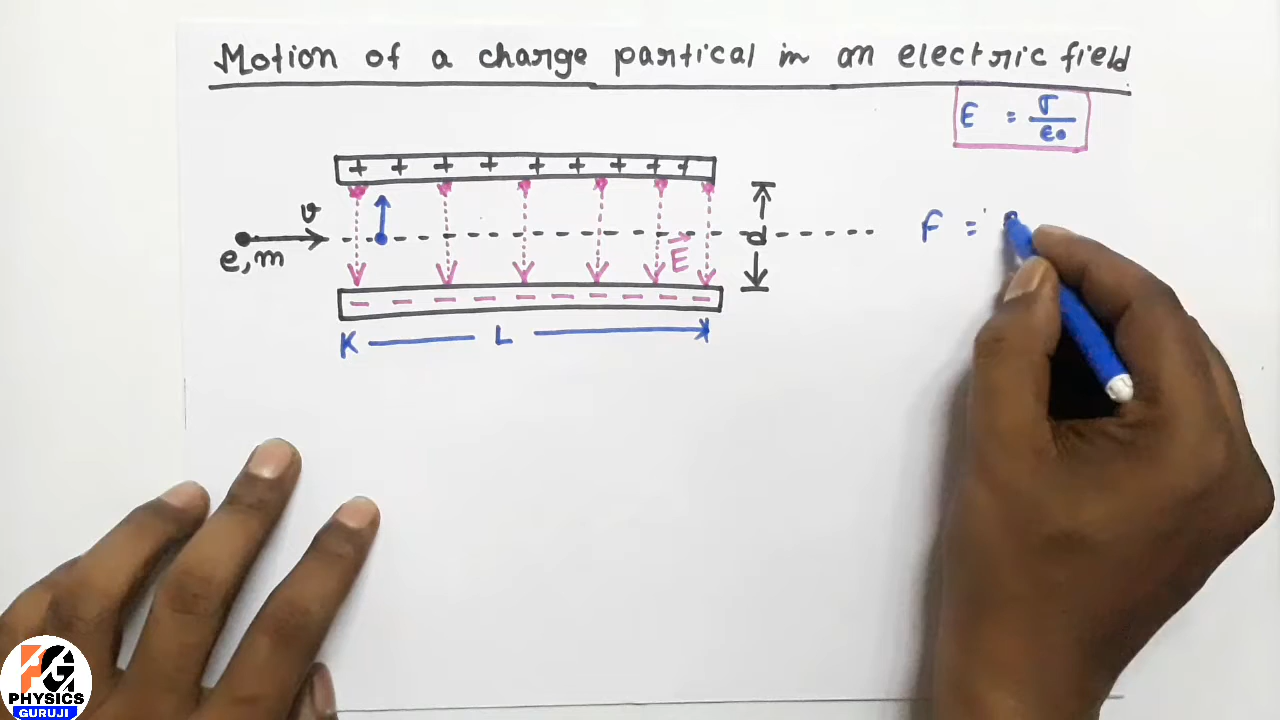 Motion of a charge partical in an electric field
E = σ/ε0
+ + + + + + + + +
v
e, m
d
E
F =
- - - - - - - - -
K L
PHYSICS
GURUJI